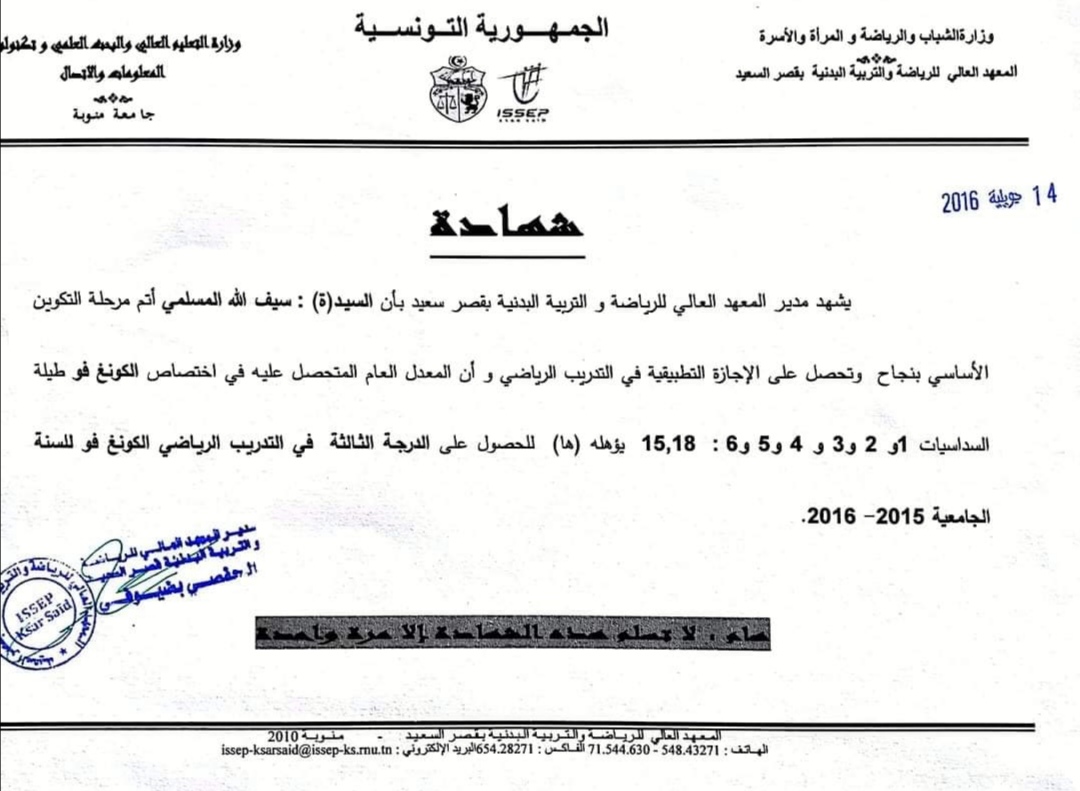 الجمهورية التونسية
وزارة الشباب والرياضة و المرأة والأسرة
المعهد العالي للرياضة والتربية البدنية بقصر السعيد
وزارة التعليم العالي والبحث العلمي و تكنولو
المعلومات والاتصال
جامعة منوبة
ISSEP
KSAR SAID
14 جويلية 2016
شهادة
يشهد مدير المعهد العالي للرياضة و التربية البدنية بقصر سعيد بأن السيد(ة) : سيف الله المسلمي أتم مرحلة التكوين
الأساسي بنجاح وتحصل على الإجازة التطبيقية في التدريب الرياضي و أن المعدل العام المتحصل عليه في اختصاص الكونغ فو طيلة
السداسيات 1و 2 و3 و 4 و5 و6 : 15,18 يؤهله (ها) للحصول على الدرجة الثالثة في التدريب الرياضي الكونغ فو للسنة
الجامعية 2015– 2016.
مدير المعهد العالي للرياضة
و التربية البدنية قصر السعيد
ISSEP
Ksar Saïd
هام : لا تسلم هذه الشهادة إلا مرة واحدة
المعهد العالي للرياضة والتربية البدنية بقصر السعيد : - منوبة 2010
الهاتف : 548.43271 - 71.544.630 الفاكس : 654.28271البريد الإلكتروني : issep-ksarsaid@issep-ks.rnu.tn